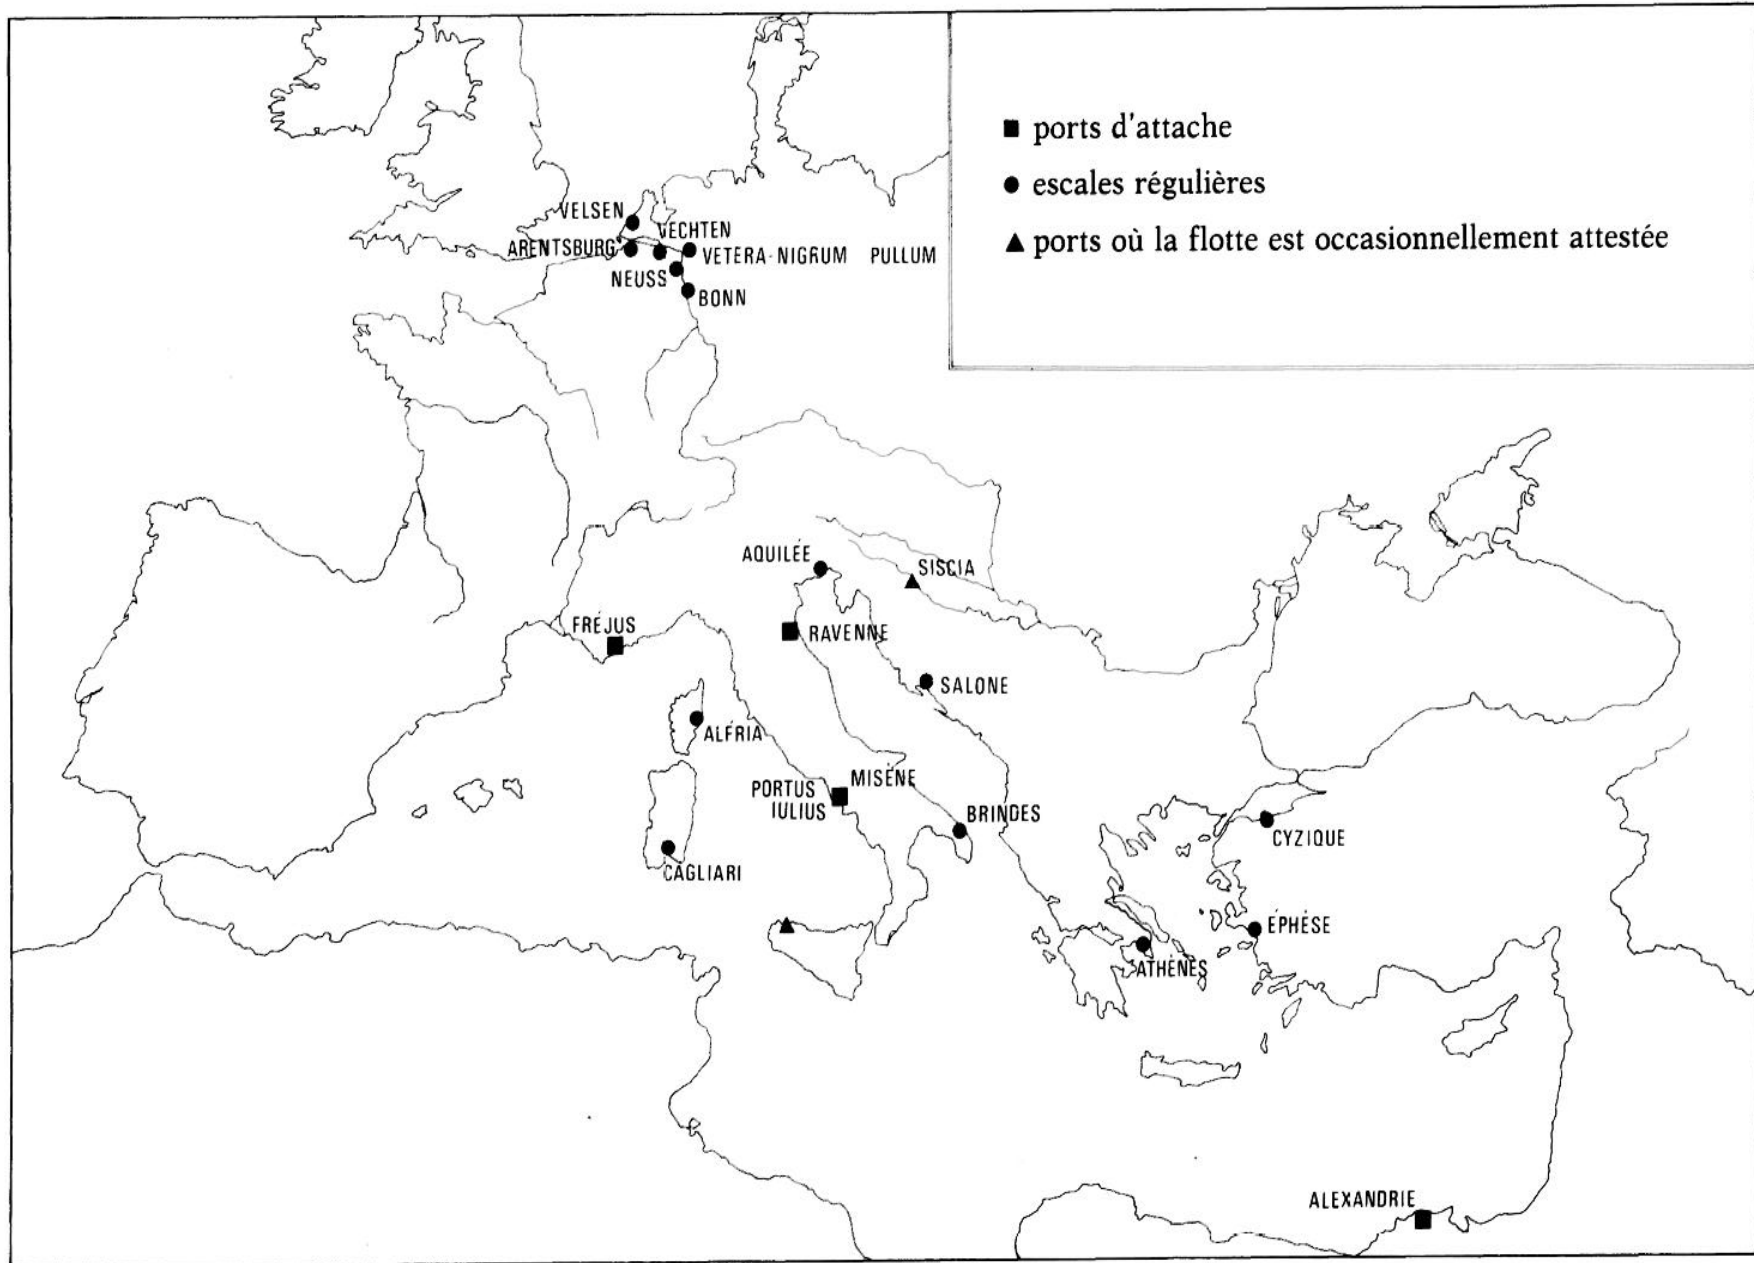 ports d'attache
escales régulières
ports où la flotte est occasionnellement attestée
VELSEN
VECHTEN
ARENTSBURG
VETERA-NIGRUM PULLUM
NEUSS
BONN
AQUILÉE
SISCIA
FRÉJUS
RAVENNE
SALONE
ALÉRIA
MISÈNE
PORTUS
IULIUS
BRINDES
CYZIQUE
CAGLIARI
ÉPHÈSE
ATHÈNES
ALEXANDRIE